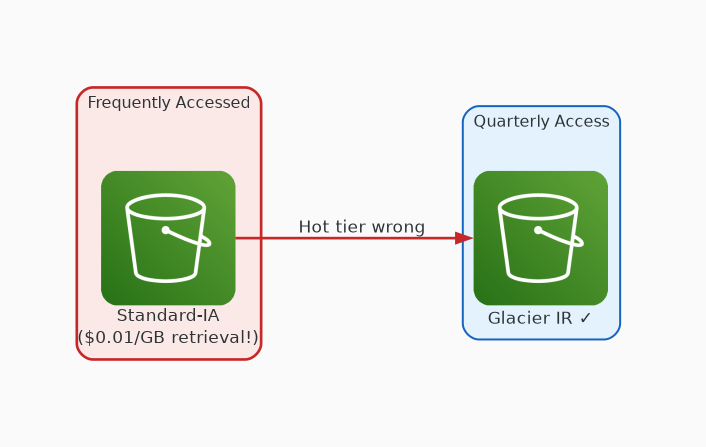 Frequently Accessed
Standard-IA
($0.01/GB retrieval!)
Hot tier wrong
Quarterly Access
Glacier IR ✓